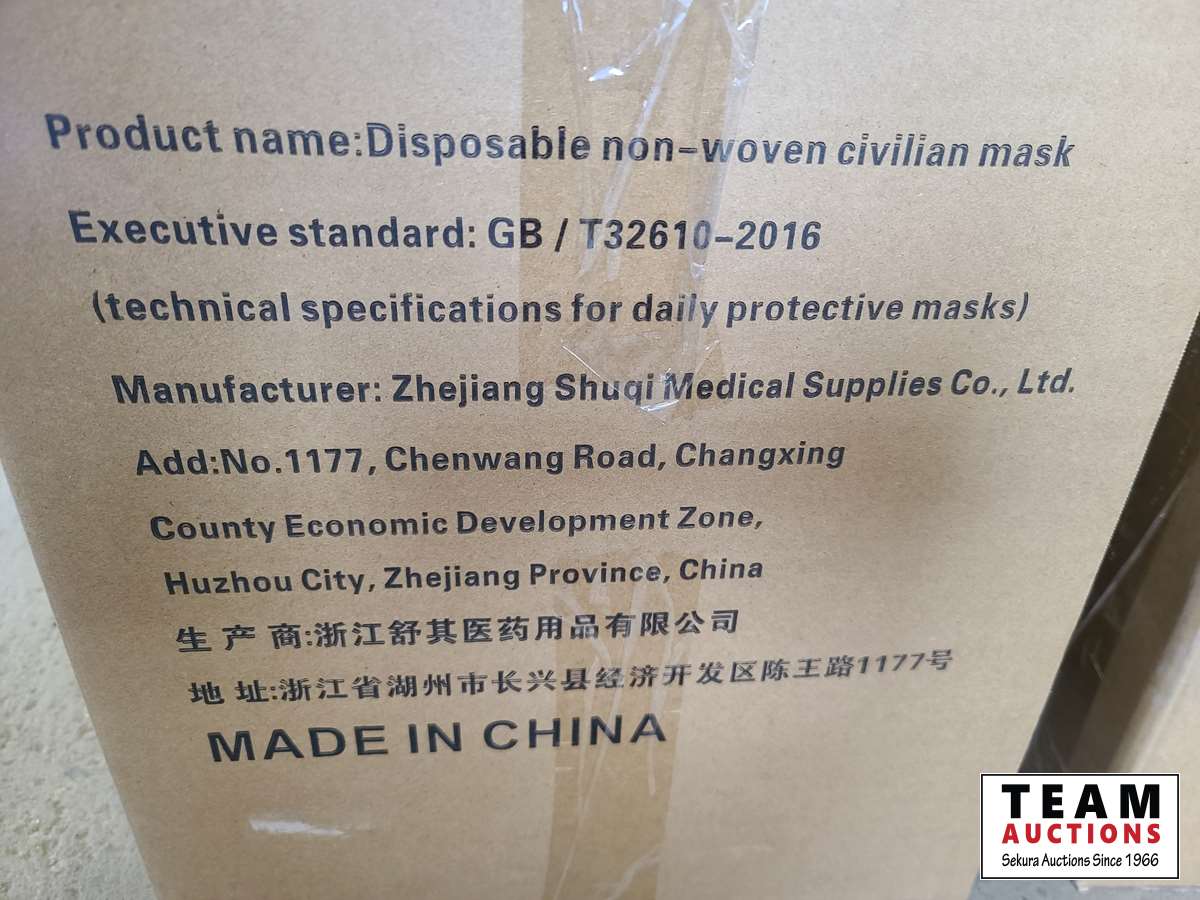 Product name:Disposable non-woven civilian mask
Executive standard: GB / T32610-2016
(technical specifications for daily protective masks)
Manufacturer: Zhejiang Shuqi Medical Supplies Co., Ltd.
Add:No.1177, Chenwang Road, Changxing
County Economic Development Zone,
Huzhou City, Zhejiang Province, China
生 产 商:浙江舒其医药用品有限公司
地 址:浙江省湖州市长兴县经济开发区陈王路1177号
MADE IN CHINA
TEAM
AUCTIONS
Sekura Auctions Since 1966